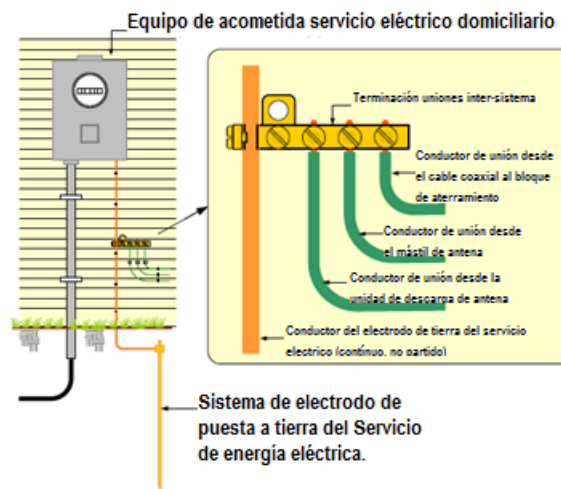 Equipo de acometida servicio eléctrico domiciliario
Terminación uniones inter-sistema
Conductor de unión desde
el cable coaxial al bloque
de aterramiento
Conductor de unión desde
el mástil de antena
Conductor de unión desde la
unidad de descarga de antena
Conductor del electrodo de tierra del servicio
electrico (contínuo, no partido)
Sistema de electrodo de
puesta a tierra del Servicio
de energía eléctrica.